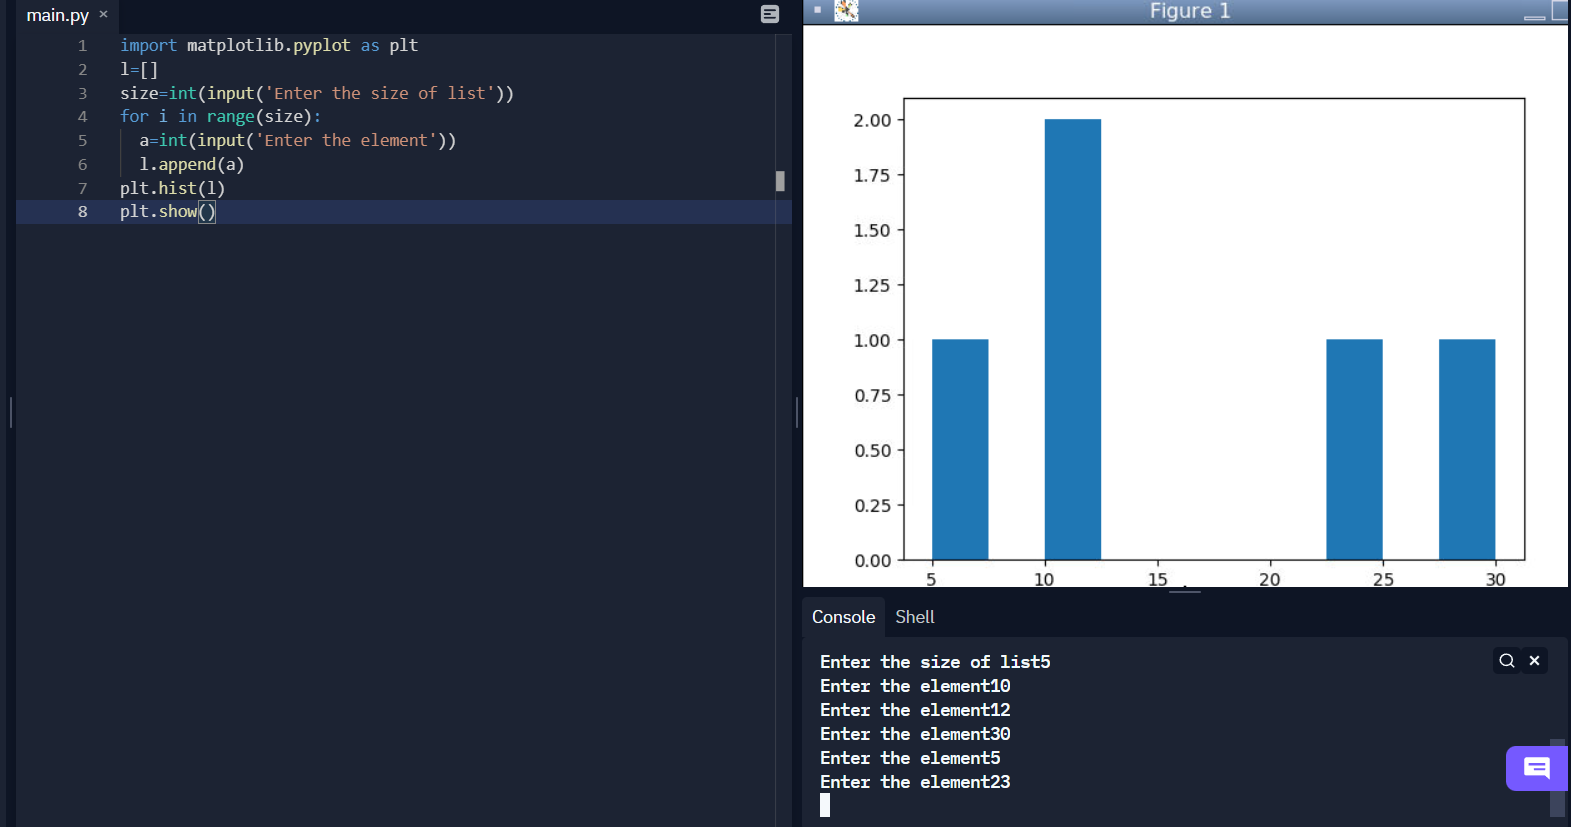 main.py ×
1 import matplotlib.pyplot as plt
2 l=[]
3 size=int(input('Enter the size of list'))
4 for i in range(size):
5 a=int(input('Enter the element'))
6 l.append(a)
7 plt.hist(l)
8 plt.show()
Figure 1
2.00
1.75
1.50
1.25
1.00
0.75
0.50
0.25
0.00
5 10 15 20 25 30
Console Shell
Enter the size of list5
Enter the element10
Enter the element12
Enter the element30
Enter the element5
Enter the element23